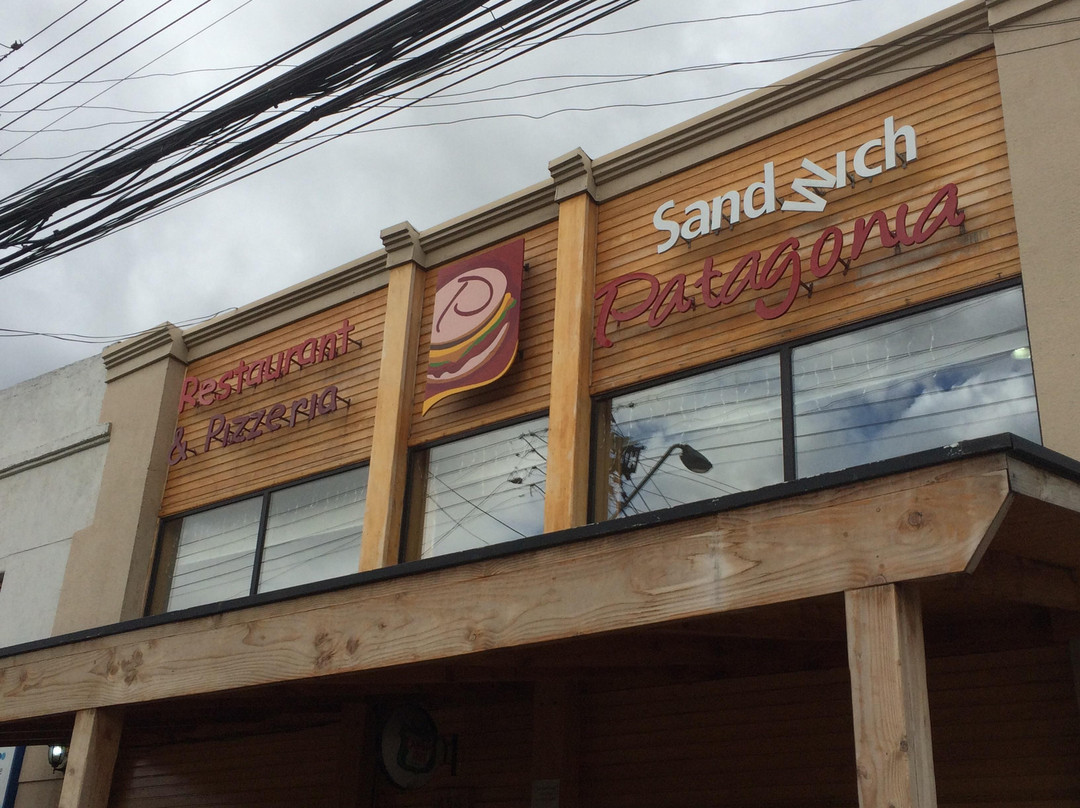 Restaurant
& Pizzeria
P
Sandwich
Patagonia